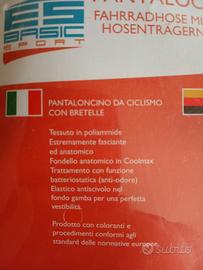 PANTALO
ES
BASIC
SPORT
FAHRRADHOSE MI
HOSENTRÄGERN
PANTALONCINO DA CICLISMO
CON BRETELLE
Tessuto in poliammide
Estremamente fasciante
ed anatomico
Fondello anatomico in Coolmax
Trattamento con funzione
batteriostatica (anti-odore)
Elastico antiscivolo nel
fondo gamba per una perfetta
vestibilità.
Prodotto con coloranti e
procedimenti conformi agli
standard delle normative europee
Subito